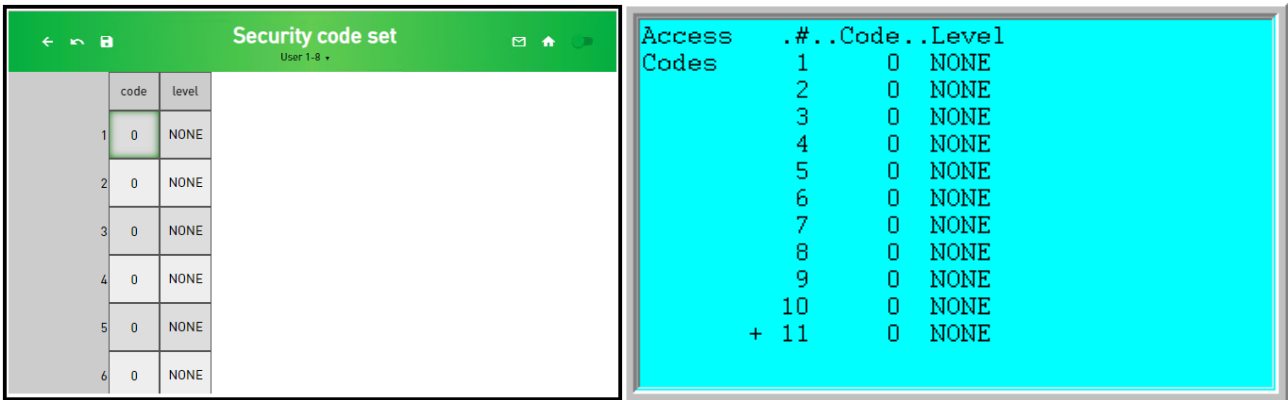 Security code set
User 1-8
code level
1 0 NONE
2 0 NONE
3 0 NONE
4 0 NONE
5 0 NONE
6 0 NONE
Access .#..Code..Level
Codes 1 0 NONE
2 0 NONE
3 0 NONE
4 0 NONE
5 0 NONE
6 0 NONE
7 0 NONE
8 0 NONE
9 0 NONE
10 0 NONE
+ 11 0 NONE